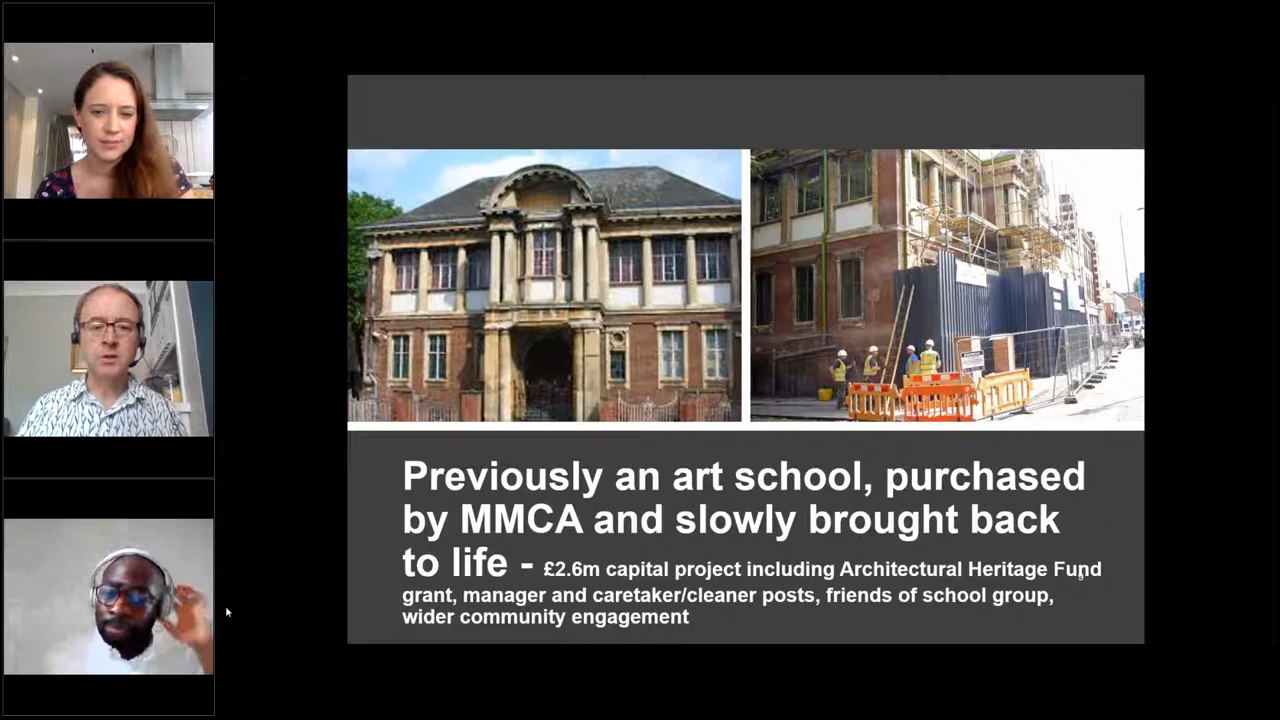 Previously an art school, purchased
by MMCA and slowly brought back
to life - £2.6m capital project including Architectural Heritage Fund
grant, manager and caretaker/cleaner posts, friends of school group,
wider community engagement